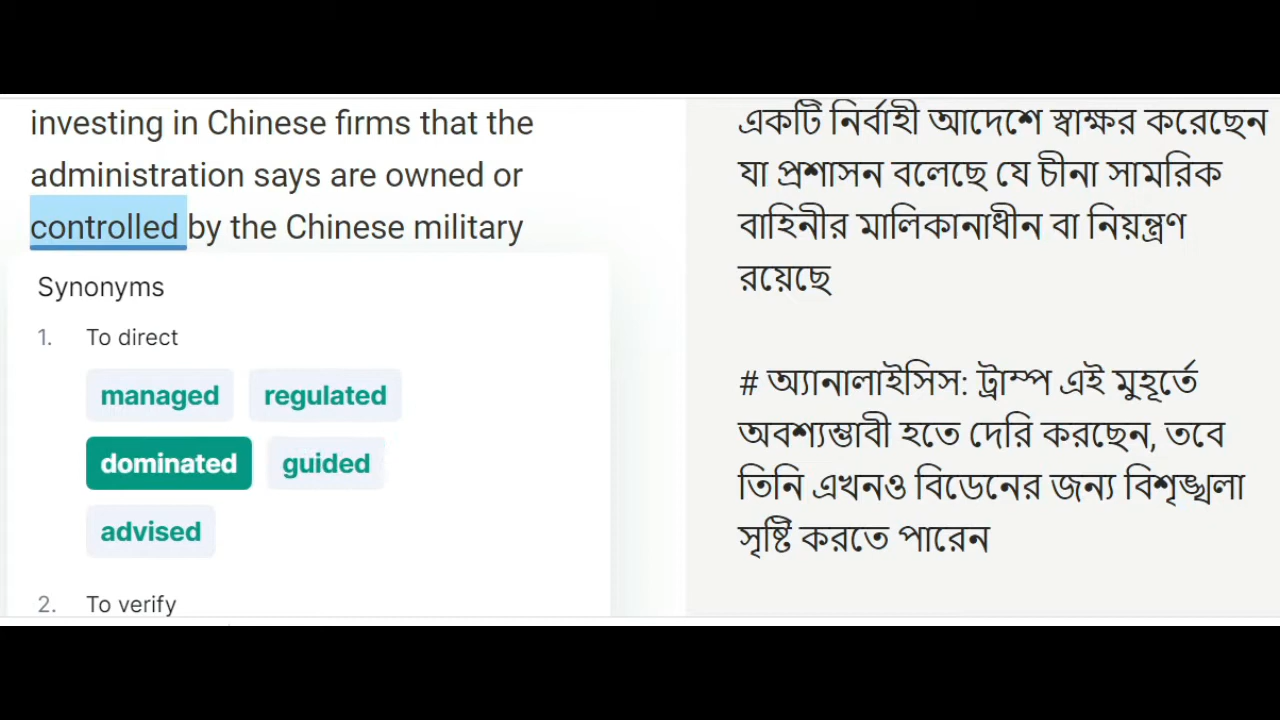 investing in Chinese firms that the
administration says are owned or
controlled by the Chinese military
Synonyms
1. To direct
managed regulated
dominated guided
advised
2. To verify
একটি নির্বাহী আদেশে স্বাক্ষর করেছেন
যা প্রশাসন বলেছে যে চীনা সামরিক
বাহিনীর মালিকানাধীন বা নিয়ন্ত্রণ
রয়েছে
# অ্যানালাইসিস: ট্রাম্প এই মুহূর্তে
অবশ্যম্ভাবী হতে দেরি করছেন, তবে
তিনি এখনও বিডেনের জন্য বিশৃঙ্খলা
সৃষ্টি করতে পারেন